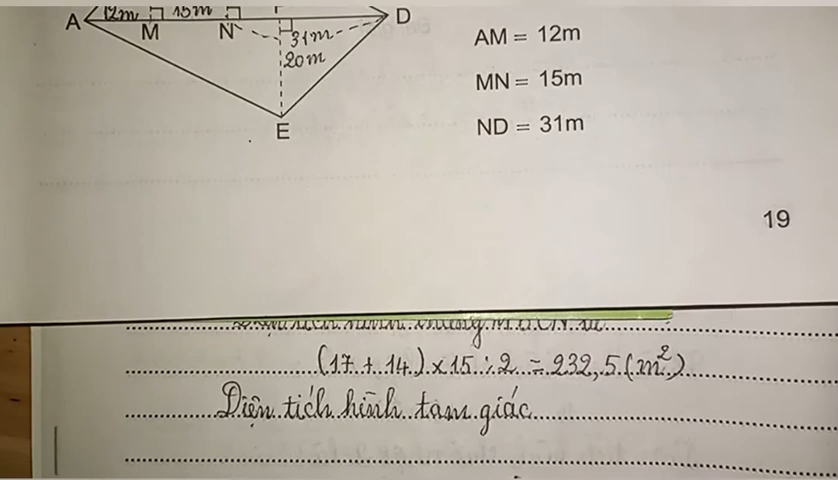 A 12m 15m D
M N 31m
20m
E
AM = 12m
MN = 15m
ND = 31m
19
(17 + 14) x 15 : 2 = 232,5 (m²)
Diện tích hình tam giác